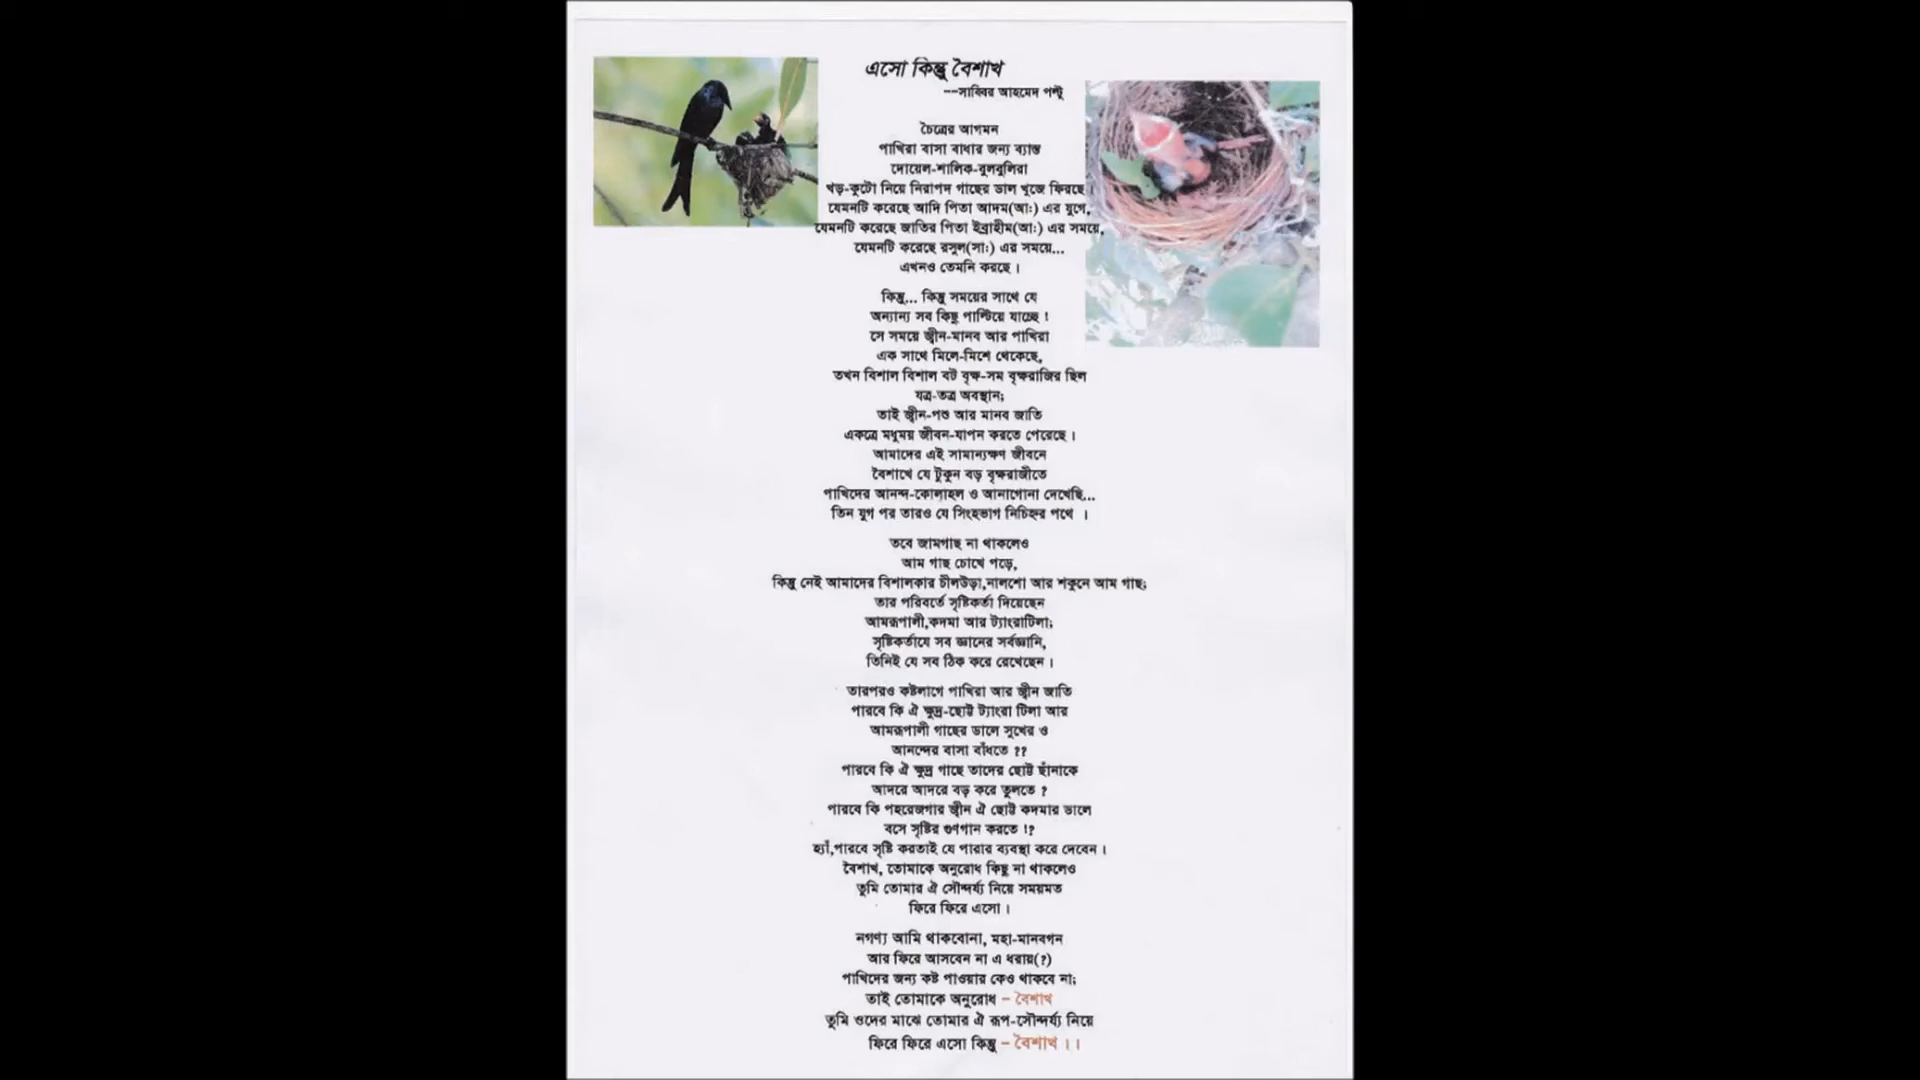 এসো কিন্তু বৈশাখ
--সাব্বির আহমেদ পল্টু
চৈত্রের আগমন
পাখিরা বাসা বাধার জন্য ব্যাস্ত
দোয়েল-শালিক-বুলবুলিরা
খড়-কুটো নিয়ে নিরাপদ গাছের ডাল খুজে ফিরছে।
যেমনটি করেছে আদি পিতা আদম(আঃ) এর যুগে,
যেমনটি করেছে জাতির পিতা ইব্রাহীম(আঃ) এর সময়ে,
যেমনটি করেছে রসুল(সাঃ) এর সময়ে...
এখনও তেমনি করছে ।
কিন্তু... কিন্তু সময়ের সাথে যে
অন্যান্য সব কিছু পাল্টিয়ে যাচ্ছে !
সে সময়ে জ্বীন-মানব আর পাখিরা
এক সাথে মিলে-মিশে থেকেছে,
তখন বিশাল বিশাল বট বৃক্ষ-সম বৃক্ষরাজির ছিল
যত্র-তত্র অবস্থান;
তাই জ্বীন-পশু আর মানব জাতি
একত্রে মধুময় জীবন-যাপন করতে পেরেছে ।
আমাদের এই সামান্যক্ষণ জীবনে
বৈশাখে যে টুকুন বড় বৃক্ষরাজীতে
পাখিদের আনন্দ-কোলাহল ও আনাগোনা দেখেছি...
তিন যুগ পর তারও যে সিংহভাগ নিচিহ্নর পথে ।
তবে জামগাছ না থাকলেও
আম গাছ চোখে পড়ে,
কিন্তু নেই আমাদের বিশালকার চীলউড়া,নালশো আর শকুনে আম গাছ;
তার পরিবর্তে সৃষ্টিকর্তা দিয়েছেন
আমরূপালী,কদমা আর ট্যাংরাটিলা;
সৃষ্টিকর্তাযে সব জ্ঞানের সর্বজ্ঞানি,
তিনিই যে সব ঠিক করে রেখেছেন ।
তারপরও কষ্টলাগে পাখিরা আর জ্বীন জাতি
পারবে কি ঐ ক্ষুদ্র-ছোট্ট ট্যাংরা টিলা আর
আমরূপালী গাছের ডালে সুখের ও
আনন্দের বাসা বাঁধতে ??
পারবে কি ঐ ক্ষুদ্র গাছে তাদের ছোট্ট ছাঁনাকে
আদরে আদরে বড় করে তুলতে ?
পারবে কি পহরেজগার জ্বীন ঐ ছোট্ট কদমার ডালে
বসে সৃষ্টির গুণগান করতে !?
হ্যাঁ,পারবে সৃষ্টি করতাই যে পারার ব্যবস্থা করে দেবেন ।
বৈশাখ, তোমাকে অনুরোধ কিছু না থাকলেও
তুমি তোমার ঐ সৌন্দর্য্য নিয়ে সময়মত
ফিরে ফিরে এসো ।
নগণ্য আমি থাকবোনা, মহা-মানবগন
আর ফিরে আসবেন না এ ধরায়(?)
পাখিদের জন্য কষ্ট পাওয়ার কেও থাকবে না;
তাই তোমাকে অনুরোধ – বৈশাখ
তুমি ওদের মাঝে তোমার ঐ রূপ-সৌন্দর্য্য নিয়ে
ফিরে ফিরে এসো কিন্তু – বৈশাখ ।।